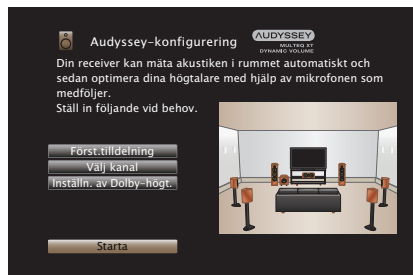 Audyssey-konfigurering
AUDYSSEY
MULTEQ XT
DYNAMIC VOLUME
Din receiver kan mäta akustiken i rummet automatiskt och
sedan optimera dina högtalare med hjälp av mikrofonen som
medföljer.
Ställ in följande vid behov.
Först.tilldelning
Välj kanal
Inställn. av Dolby-högt.
Starta